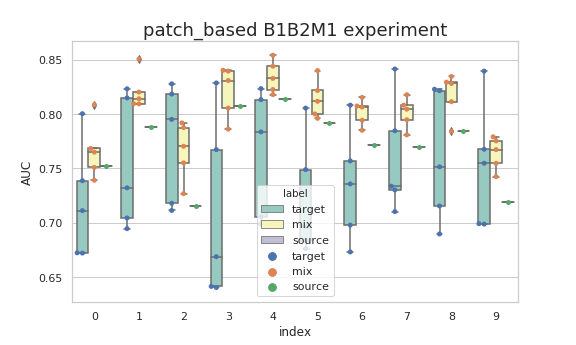 patch_based B1B2M1 experiment
0.85
0.80
0.75
0.70
0.65
AUC
label
target
mix
source
target
mix
source
0 1 2 3 4 5 6 7 8 9
index